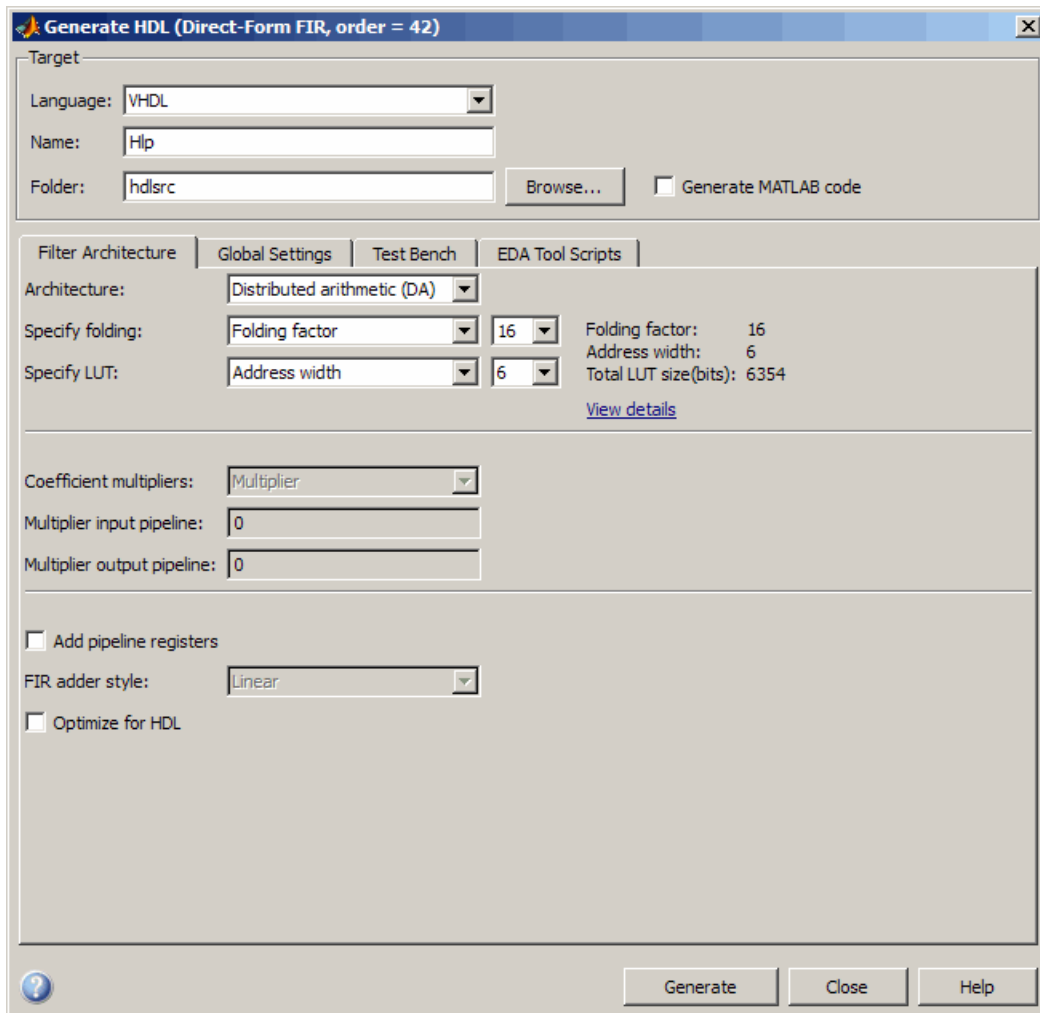 Generate HDL (Direct-Form FIR, order = 42)
Target
Language: VHDL
Name: Hlp
Folder: hdlsrc Browse... Generate MATLAB code
Filter Architecture Global Settings Test Bench EDA Tool Scripts
Architecture: Distributed arithmetic (DA)
Specify folding: Folding factor 16 Folding factor: 16
Address width: 6
Specify LUT: Address width 6 Total LUT size(bits): 6354
View details
Coefficient multipliers: Multiplier
Multiplier input pipeline: 0
Multiplier output pipeline: 0
Add pipeline registers
FIR adder style: Linear
Optimize for HDL
? Generate Close Help